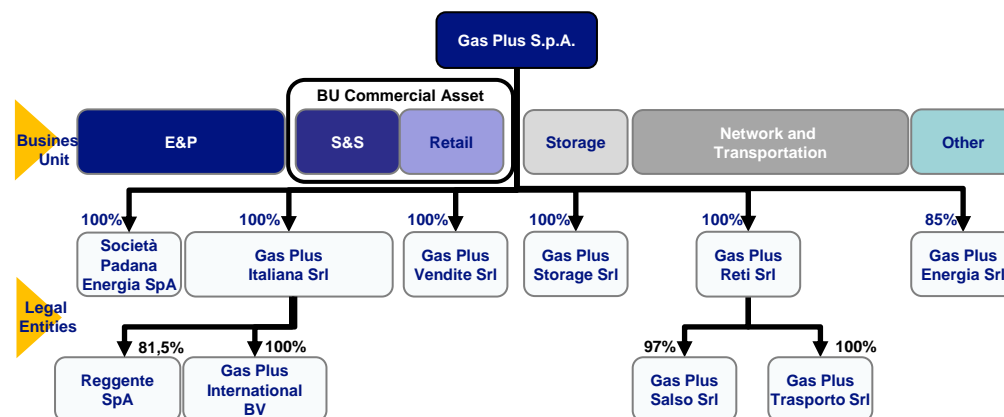 Gas Plus S.p.A.
BU Commercial Asset
Busines
Unit
E&P
S&S
Retail
Storage
Network and
Transportation
Other
100%
100%
100%
100%
100%
85%
Società
Padana
Energia SpA
Gas Plus
Italiana Srl
Gas Plus
Vendite Srl
Gas Plus
Storage Srl
Gas Plus
Reti Srl
Gas Plus
Energia Srl
Legal
Entities
81,5%
100%
97%
100%
Reggente
SpA
Gas Plus
International
BV
Gas Plus
Salso Srl
Gas Plus
Trasporto Srl